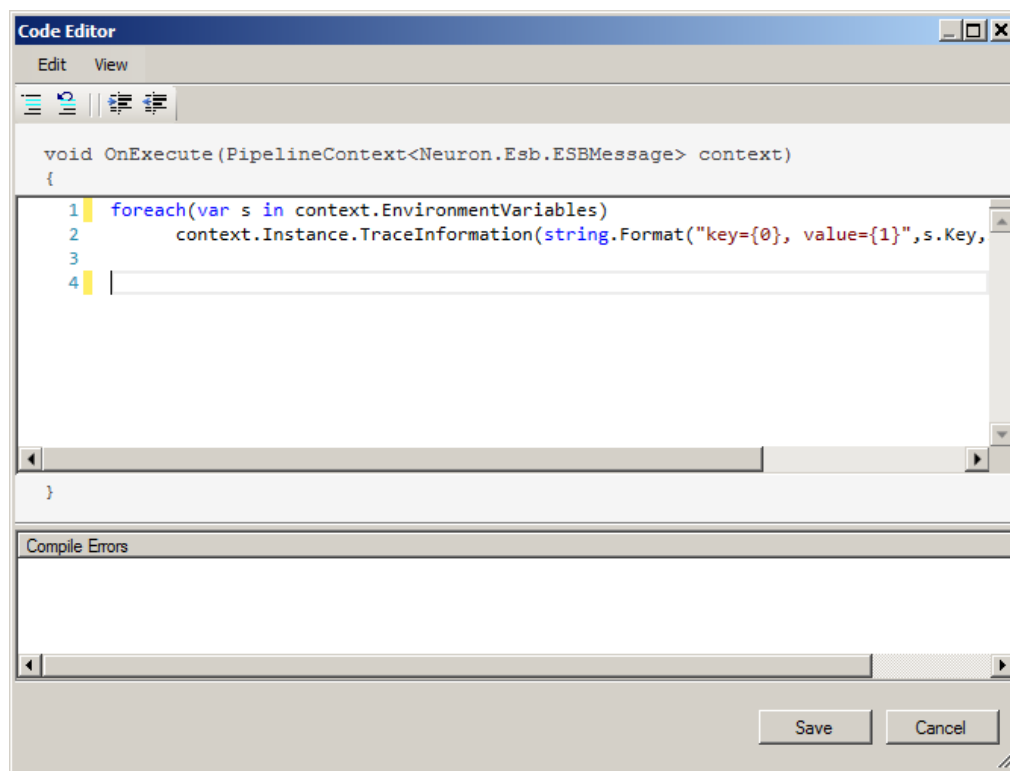 Code Editor
Edit View
void OnExecute(PipelineContext<Neuron.Esb.ESBMessage> context)
{
1 foreach(var s in context.EnvironmentVariables)
2 context.Instance.TraceInformation(string.Format("key={0}, value={1}",s.Key,
3
4
}
Compile Errors
Save Cancel